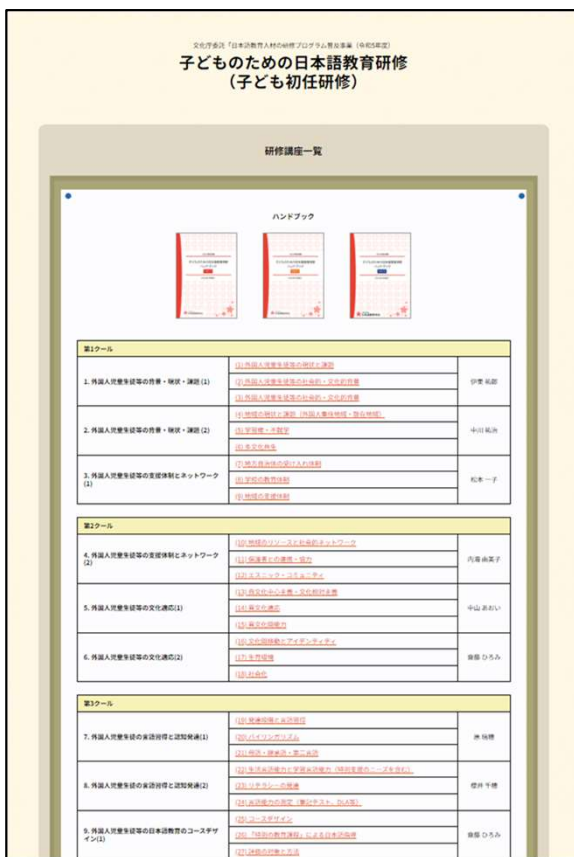 文化庁委託「日本語教育人材の研修プログラム普及事業（令和5年度）
子どものための日本語教育研修
（子ども初任研修）
研修講座一覧
ハンドブック
第1クール
1. 外国人児童生徒等の背景・現状・課題 (1)
(1) 外国人児童生徒等の現状と課題
(2) 外国人児童生徒等の社会的・文化的背景
(3) 外国人児童生徒等の社会的・文化的背景
伊東 祐郎
2. 外国人児童生徒等の背景・現状・課題 (2)
(4) 地域の現状と課題（外国人集住地域・散在地域）
(5) 学習権・不就学
(6) 多文化共生
中川 祐治
3. 外国人児童生徒等の支援体制とネットワーク
(1)
(7) 地方自治体の受け入れ体制
(8) 学校の教育体制
(9) 地域の支援体制
松本 一子
第2クール
4. 外国人児童生徒等の支援体制とネットワーク
(2)
(10) 地域のリソースと社会的ネットワーク
(11) 保護者との連携・協力
(12) エスニック・コミュニティ
内海 由美子
5. 外国人児童生徒等の文化適応(1)
(13) 自文化中心主義・文化相対主義
(14) 異文化適応
(15) 異文化間能力
中山 あおい
6. 外国人児童生徒等の文化適応(2)
(16) 文化間移動とアイデンティティ
(17) 生育環境
(18) 社会化
齋藤 ひろみ
第3クール
7. 外国人児童生徒の言語習得と認知発達(1)
(19) 発達段階と言語習得
(20) バイリンガリズム
(21) 母語・継承語・第二言語
8. 外国人児童生徒の言語習得と認知発達(2)
(22) 生活言語能力と学習言語能力（特別支援のニーズを含む）
(23) リテラシーの発達
(24) 言語能力の測定（筆記テスト、DLA等）
櫻井 千穂
9. 外国人児童生徒等の日本語教育のコースデザ
イン(1)
(25) コースデザイン
(26) 「特別の教育課程」による日本語指導
(27) 評価の対象と方法
齋藤 ひろみ